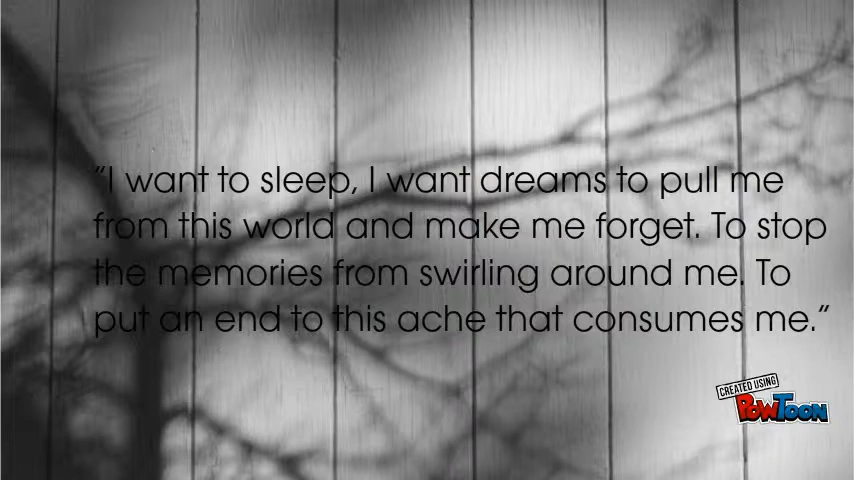 “I want to sleep, I want dreams to pull me
from this world and make me forget. To stop
the memories from swirling around me. To
put an end to this ache that consumes me.”
CREATED USING
POWTOON